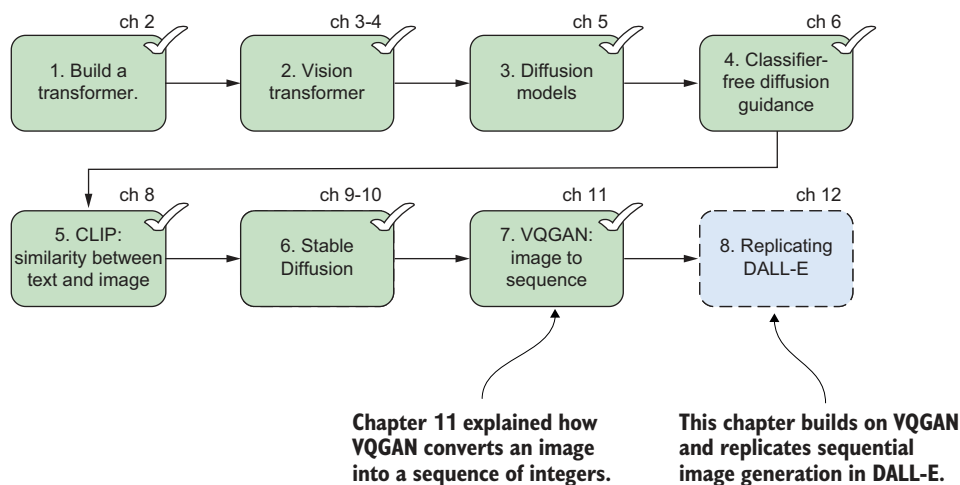 ch 2
1. Build a
transformer.
ch 3-4
2. Vision
transformer
ch 5
3. Diffusion
models
ch 6
4. Classifier-
free diffusion
guidance
ch 8
5. CLIP:
similarity between
text and image
ch 9-10
6. Stable
Diffusion
ch 11
7. VQGAN:
image to
sequence
ch 12
8. Replicating
DALL-E
Chapter 11 explained how
VQGAN converts an image
into a sequence of integers.
This chapter builds on VQGAN
and replicates sequential
image generation in DALL-E.